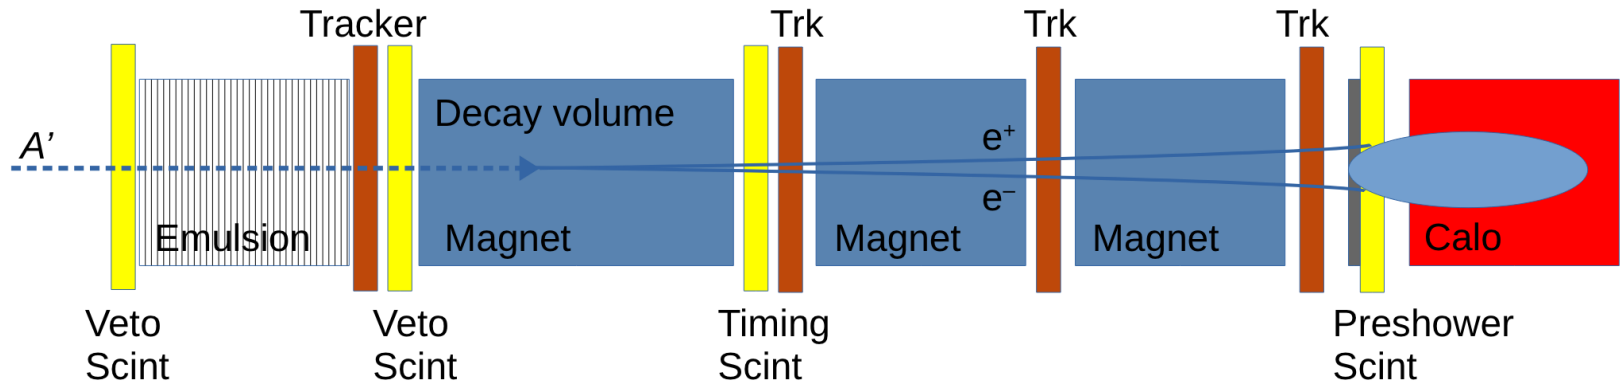 Tracker
Trk
Trk
Trk
Decay volume
A’
e⁺
e⁻
Emulsion
Magnet
Magnet
Magnet
Calo
Veto
Scint
Veto
Scint
Timing
Scint
Preshower
Scint